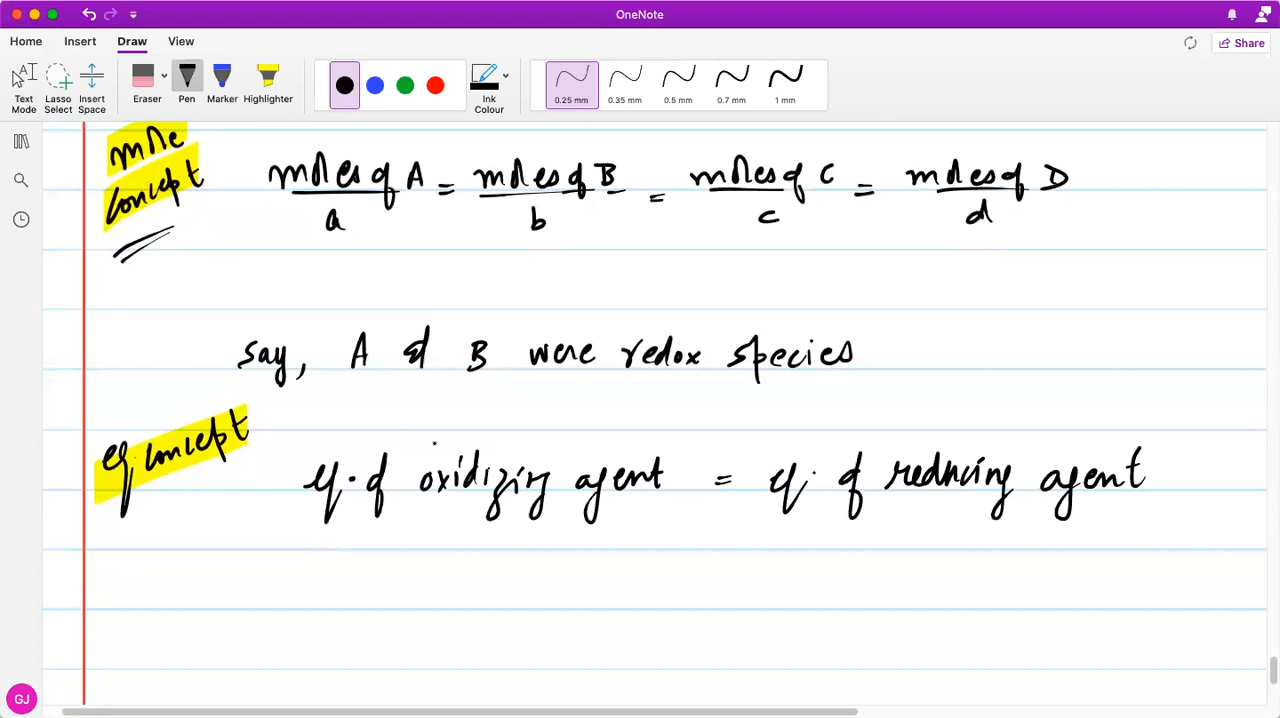 OneNote
Home Insert Draw View
Share
Text Mode
Lasso Select
Insert Space
Eraser
Pen
Marker
Highlighter
Ink Colour
0.25 mm 0.35 mm 0.5 mm 0.7 mm 1 mm
mole concept
moles of A / a = moles of B / b = moles of C / c = moles of D / d
say, A & B were redox species
eq concept
eq. of oxidizing agent = eq. of reducing agent
GJ